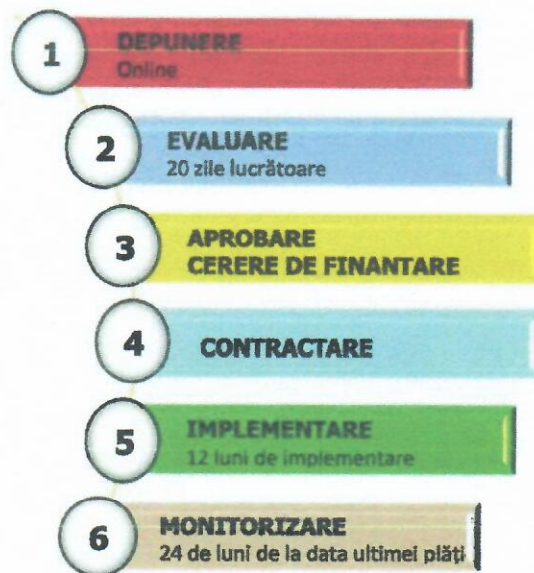 1
DEPUNERE
Online
2
EVALUARE
20 zile lucrătoare
3
APROBARE
CERERE DE FINANTARE
4
CONTRACTARE
5
IMPLEMENTARE
12 luni de implementare
6
MONITORIZARE
24 de luni de la data ultimei plăți